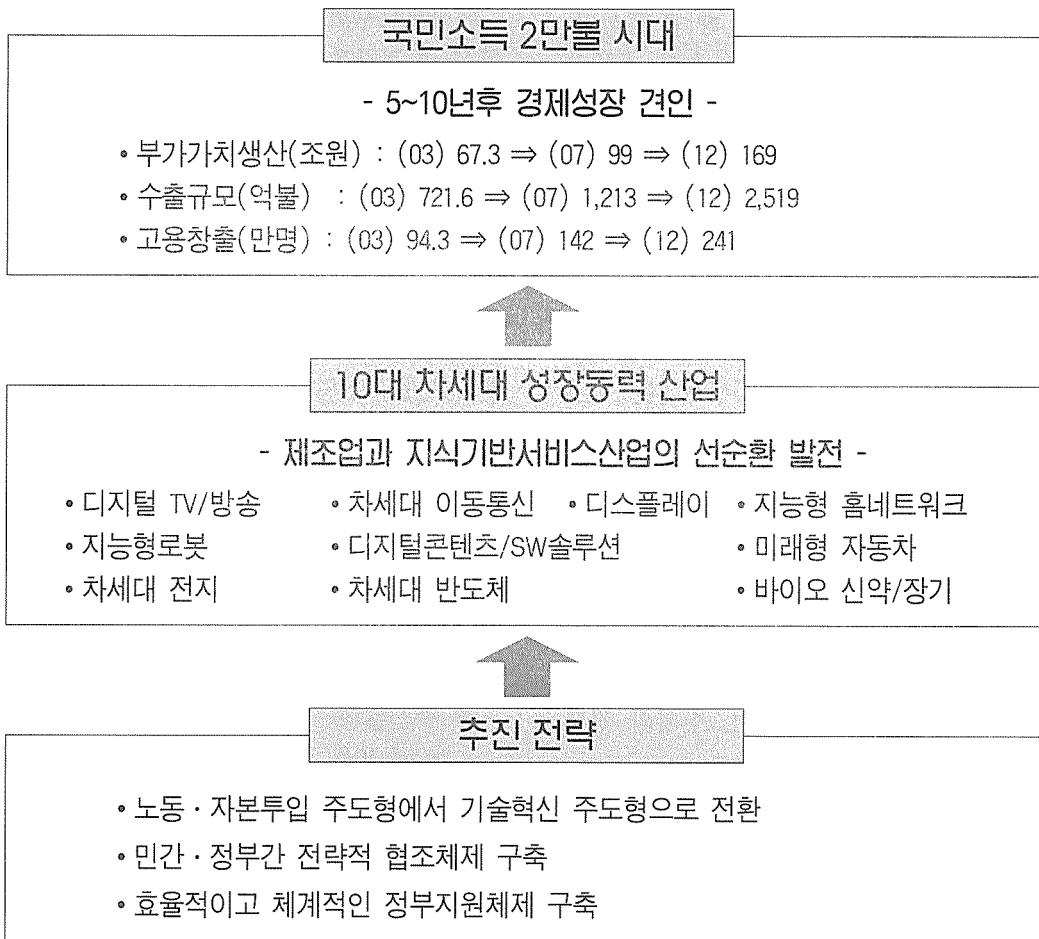 국민소득 2만불 시대
- 5~10년후 경제성장 견인 -
• 부가가치생산(조원) : (03) 67.3 ⇒ (07) 99 ⇒ (12) 169
• 수출규모(억불) : (03) 721.6 ⇒ (07) 1,213 ⇒ (12) 2,519
• 고용창출(만명) : (03) 94.3 ⇒ (07) 142 ⇒ (12) 241
10대 차세대 성장동력 산업
- 제조업과 지식기반서비스산업의 선순환 발전 -
• 디지털 TV/방송 • 차세대 이동통신 • 디스플레이 • 지능형 홈네트워크
• 지능형로봇 • 디지털콘텐츠/SW솔루션 • 미래형 자동차
• 차세대 전지 • 차세대 반도체 • 바이오 신약/장기
추진 전략
• 노동 · 자본투입 주도형에서 기술혁신 주도형으로 전환
• 민간 · 정부간 전략적 협조체제 구축
• 효율적이고 체계적인 정부지원체제 구축